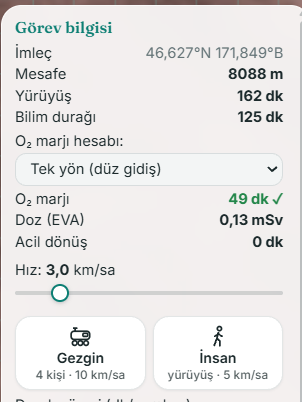 Görev bilgisi
İmleç 46,627°N 171,849°B
Mesafe 8088 m
Yürüyüş 162 dk
Bilim durağı 125 dk
O₂ marjı hesabı:
Tek yön (düz gidiş)
O₂ marjı 49 dk ✓
Doz (EVA) 0,13 mSv
Acil dönüş 0 dk
Hız: 3,0 km/sa
Gezgin
4 kişi · 10 km/sa
İnsan
yürüyüş · 5 km/sa